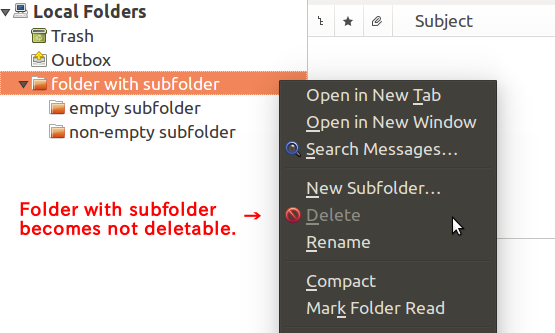 Local Folders
Subject
Trash
Outbox
folder with subfolder
empty subfolder
non-empty subfolder
Open in New Tab
Open in New Window
Search Messages...
New Subfolder...
Delete
Rename
Compact
Mark Folder Read
Folder with subfolder →
becomes not deletable.